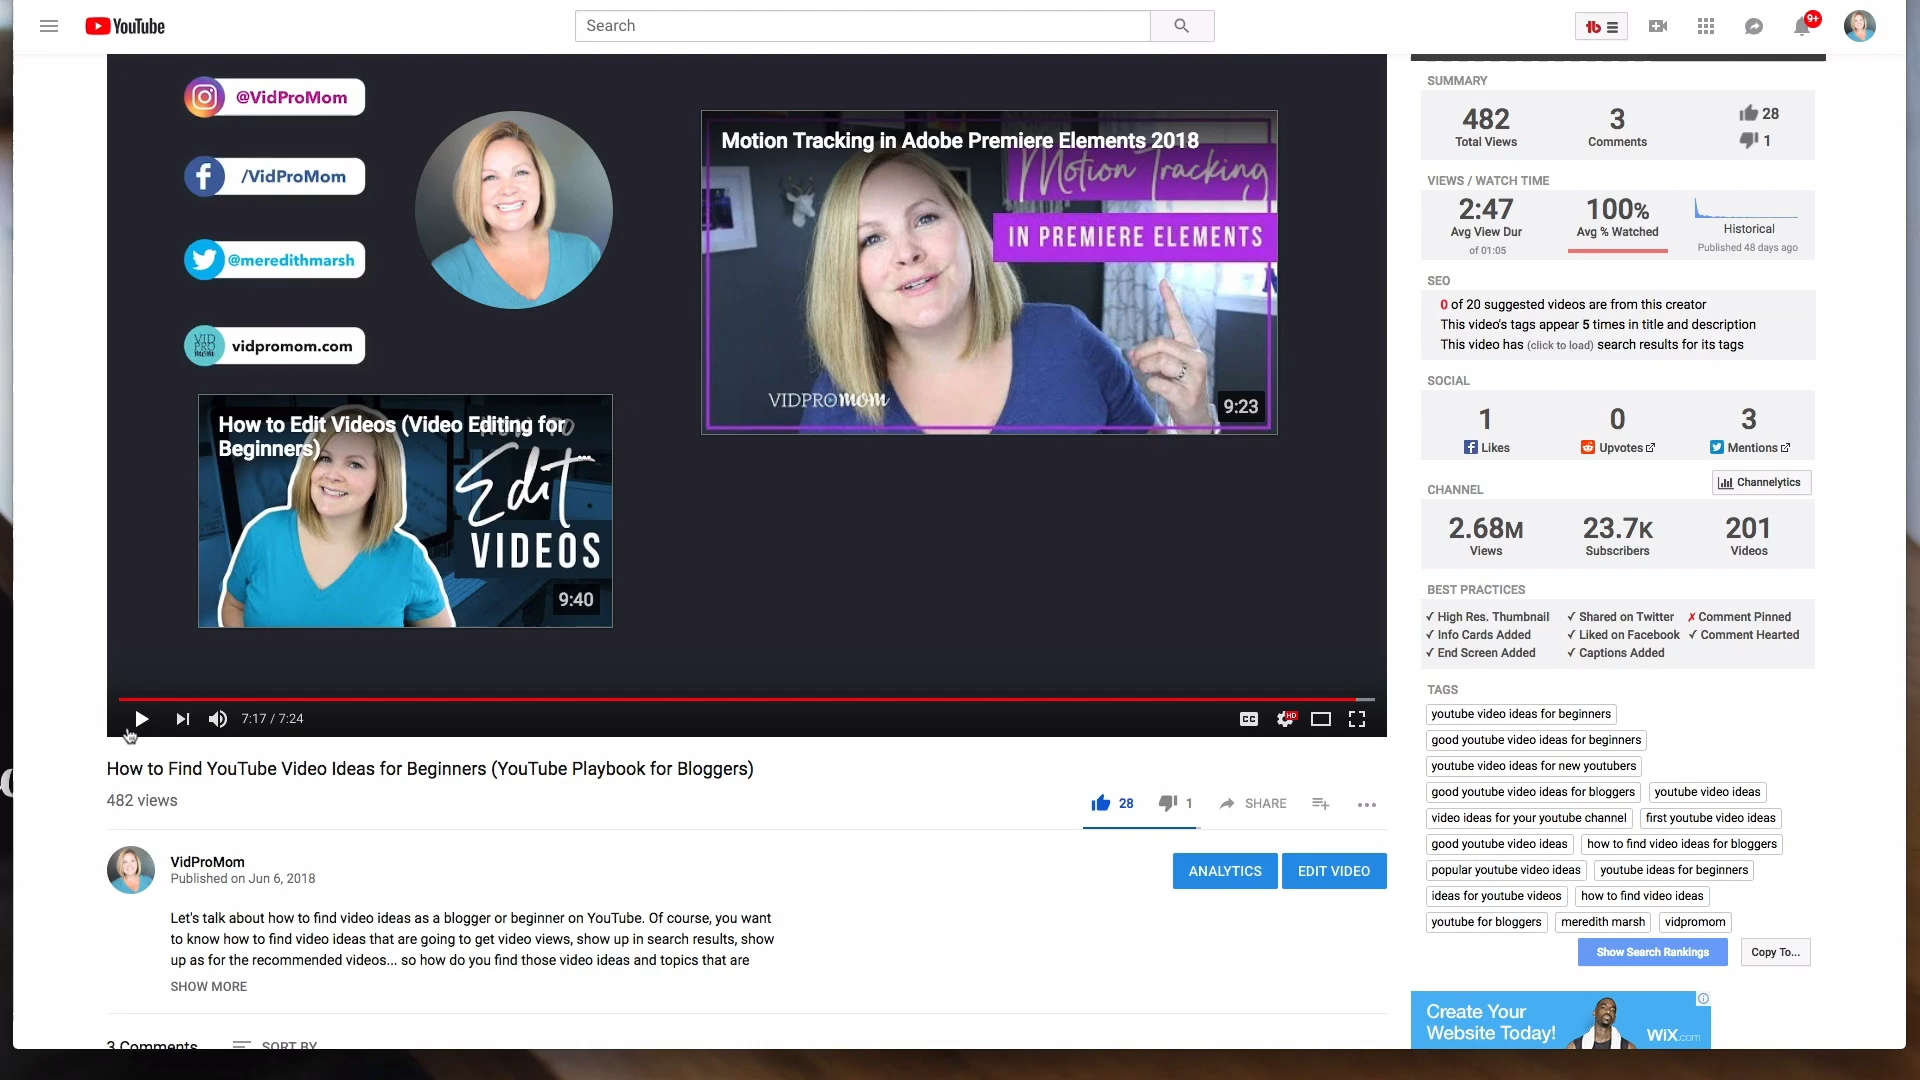 YouTube
Search
9+
@VidProMom
/VidProMom
@meredithmarsh
VID
PRO
MOM
vidpromom.com
Motion Tracking in Adobe Premiere Elements 2018
Motion Tracking
IN PREMIERE ELEMENTS
VIDPROMOM
9:23
How to Edit Videos (Video Editing for
Beginners)
Edit
VIDEOS
9:40
7:17 / 7:24
CC
HD
How to Find YouTube Video Ideas for Beginners (YouTube Playbook for Bloggers)
482 views
28
1
SHARE
VidProMom
Published on Jun 6, 2018
ANALYTICS
EDIT VIDEO
Let's talk about how to find video ideas as a blogger or beginner on YouTube. Of course, you want
to know how to find video ideas that are going to get video views, show up in search results, show
up as for the recommended videos... so how do you find those video ideas and topics that are
SHOW MORE
3 Comments
SORT BY
SUMMARY
482
3
28
Total Views
Comments
1
VIEWS / WATCH TIME
2:47
100%
Avg View Dur
Avg % Watched
Historical
of 01:05
Published 48 days ago
SEO
0 of 20 suggested videos are from this creator
This video's tags appear 5 times in title and description
This video has (click to load) search results for its tags
SOCIAL
1
0
3
Likes
Upvotes
Mentions
CHANNEL
Channelytics
2.68M
23.7K
201
Views
Subscribers
Videos
BEST PRACTICES
✓ High Res. Thumbnail ✓ Shared on Twitter ✗ Comment Pinned
✓ Info Cards Added ✓ Liked on Facebook ✓ Comment Hearted
✓ End Screen Added ✓ Captions Added
TAGS
youtube video ideas for beginners
good youtube video ideas for beginners
youtube video ideas for new youtubers
good youtube video ideas for bloggers youtube video ideas
video ideas for your youtube channel first youtube video ideas
good youtube video ideas how to find video ideas for bloggers
popular youtube video ideas youtube ideas for beginners
ideas for youtube videos how to find video ideas
youtube for bloggers meredith marsh vidpromom
Show Search Rankings
Copy To...
Create Your
Website Today!
WiX.com